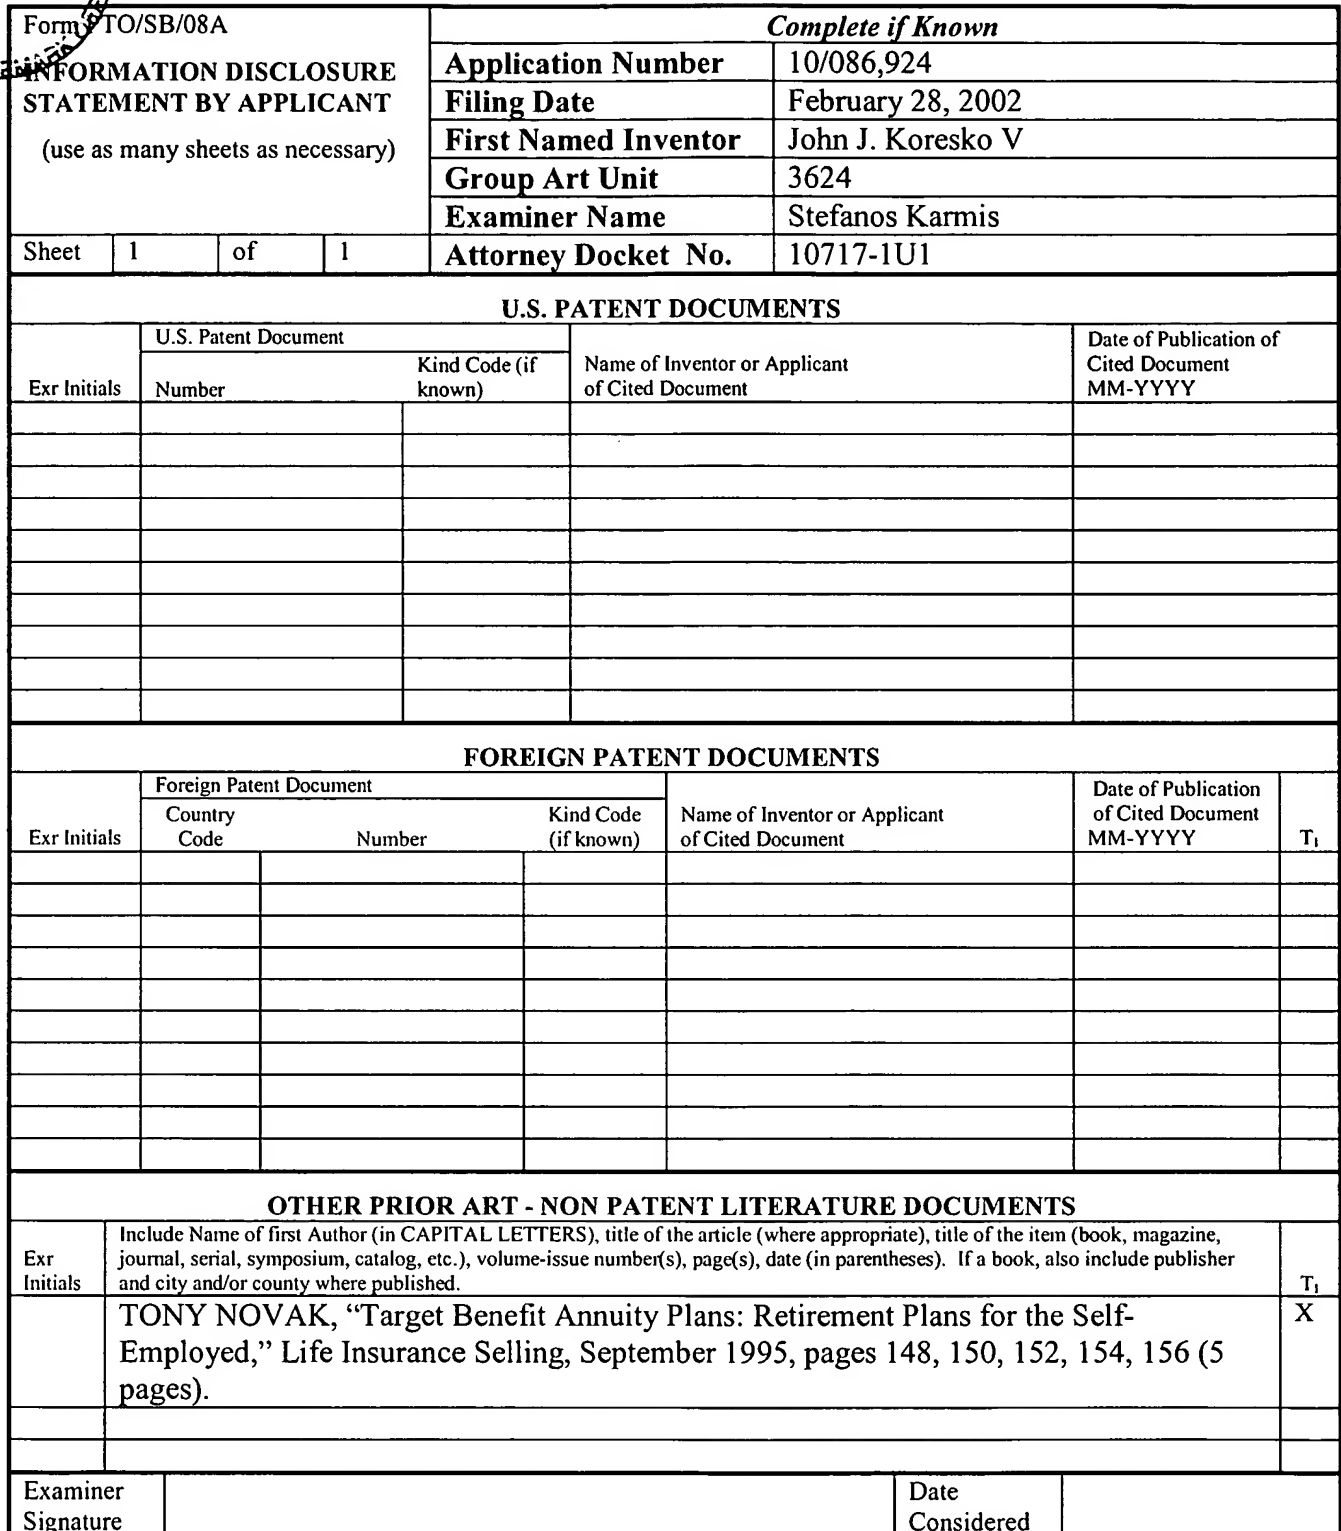 Form PTO/SB/08A
INFORMATION DISCLOSURE
STATEMENT BY APPLICANT
(use as many sheets as necessary)
Sheet 1 of 1
Complete if Known
Application Number 10/086,924
Filing Date February 28, 2002
First Named Inventor John J. Koresko V
Group Art Unit 3624
Examiner Name Stefanos Karmis
Attorney Docket No. 10717-1U1
U.S. PATENT DOCUMENTS
Exr Initials
U.S. Patent Document
Number
Kind Code (if
known)
Name of Inventor or Applicant
of Cited Document
Date of Publication of
Cited Document
MM-YYYY
FOREIGN PATENT DOCUMENTS
Exr Initials
Foreign Patent Document
Country
Code
Number
Kind Code
(if known)
Name of Inventor or Applicant
of Cited Document
Date of Publication
of Cited Document
MM-YYYY
T1
OTHER PRIOR ART - NON PATENT LITERATURE DOCUMENTS
Exr
Initials
Include Name of first Author (in CAPITAL LETTERS), title of the article (where appropriate), title of the item (book, magazine,
journal, serial, symposium, catalog, etc.), volume-issue number(s), page(s), date (in parentheses). If a book, also include publisher
and city and/or county where published.
T1
TONY NOVAK, “Target Benefit Annuity Plans: Retirement Plans for the Self-
Employed,” Life Insurance Selling, September 1995, pages 148, 150, 152, 154, 156 (5
pages).
X
Examiner
Signature
Date
Considered